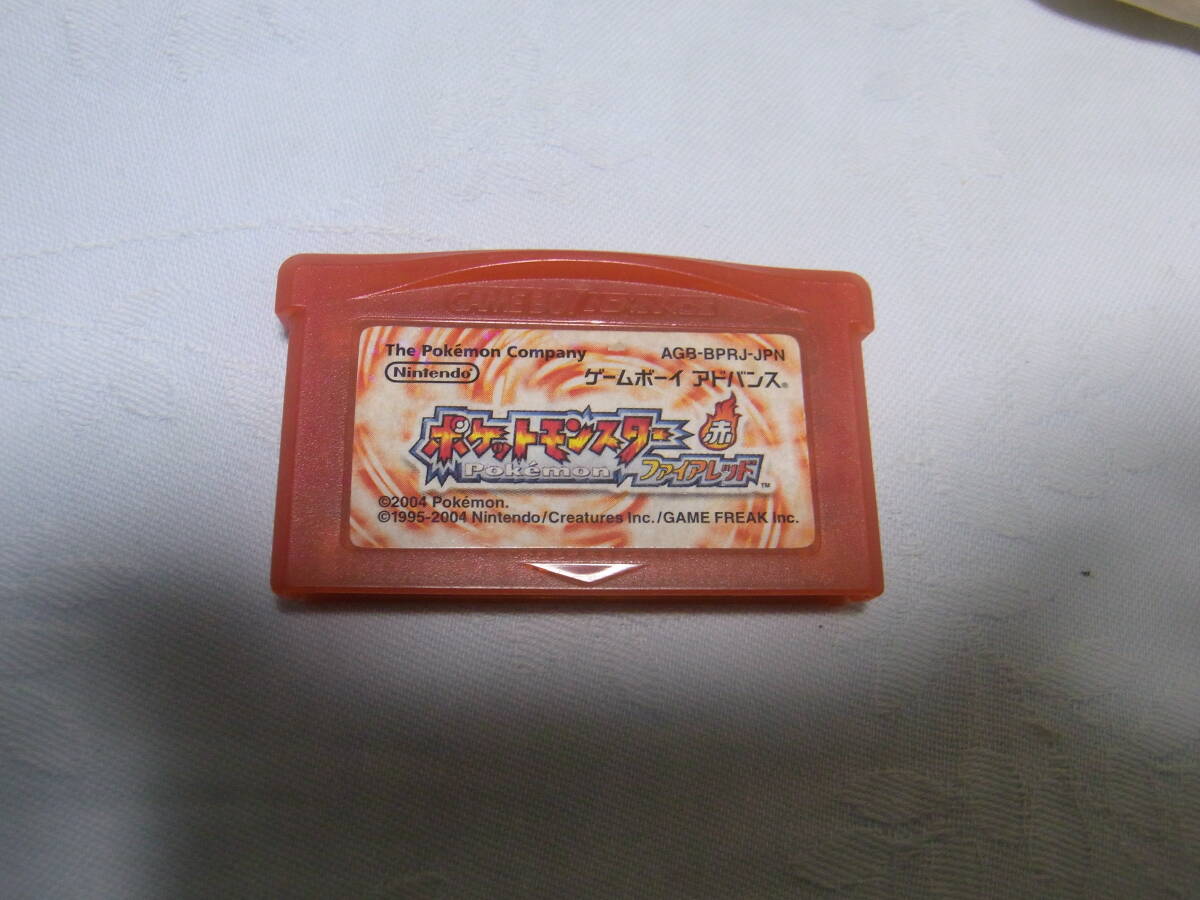 GAME BOY ADVANCE
The Pokémon Company AGB-BPRJ-JPN
Nintendo® ゲームボーイ アドバンス®
ポケットモンスター 赤
Pokémon ファイアレッド™
©2004 Pokémon.
©1995-2004 Nintendo/Creatures Inc./GAME FREAK Inc.